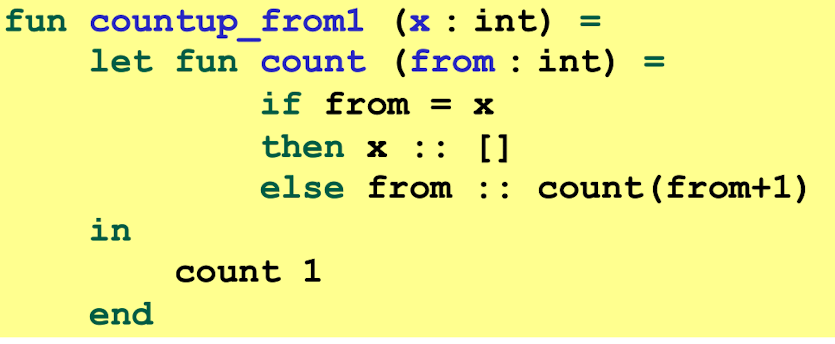 fun countup_from1 (x : int) =
    let fun count (from : int) =
            if from = x
            then x :: []
            else from :: count(from+1)
    in
        count 1
    end